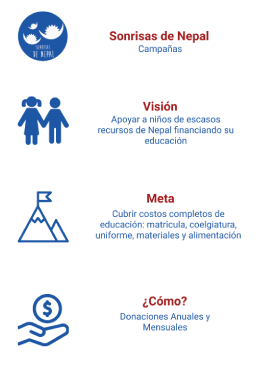 SONRISAS
DE NEPAL
Sonrisas de Nepal
Campañas
Visión
Apoyar a niños de escasos
recursos de Nepal financiando su
educación
Meta
Cubrir costos completos de
educación: matricula, coelgiatura,
uniforme, materiales y alimentación
¿Cómo?
Donaciones Anuales y
Mensuales